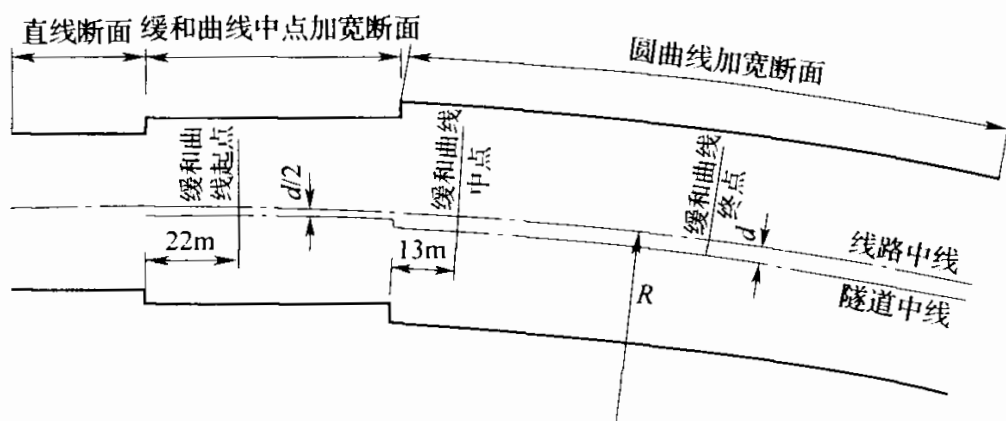 直线断面
缓和曲线中点加宽断面
圆曲线加宽断面
缓和曲
线起点
d/2
缓和曲线
中点
缓和曲线
终点
d
22m
13m
R
线路中线
隧道中线